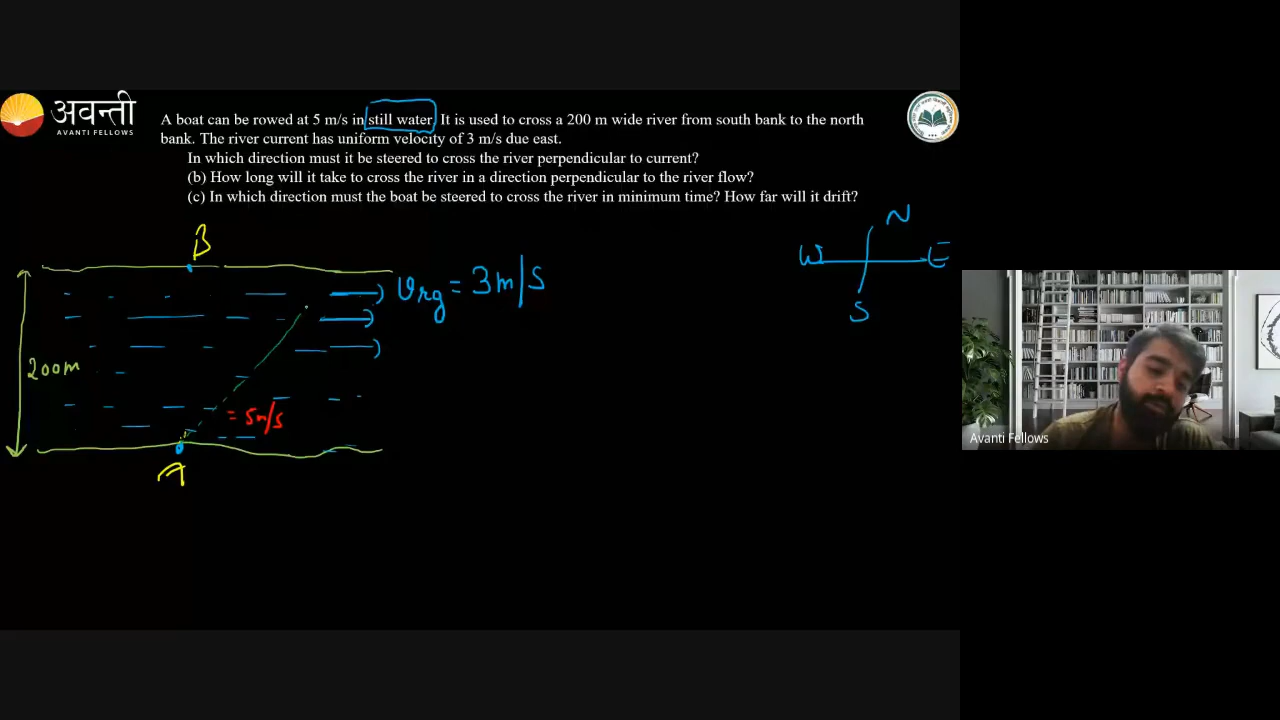 अवन्ती
AVANTI FELLOWS
A boat can be rowed at 5 m/s in still water. It is used to cross a 200 m wide river from south bank to the north
bank. The river current has uniform velocity of 3 m/s due east.
In which direction must it be steered to cross the river perpendicular to current?
(b) How long will it take to cross the river in a direction perpendicular to the river flow?
(c) In which direction must the boat be steered to cross the river in minimum time? How far will it drift?
N
W E
S
B
vrg = 3m/s
200m
= 5m/s
A
Avanti Fellows